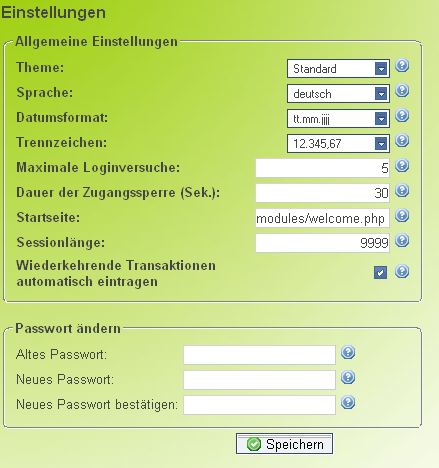 Einstellungen
Allgemeine Einstellungen
Theme: Standard
Sprache: deutsch
Datumsformat: tt.mm.jjjj
Trennzeichen: 12.345,67
Maximale Loginversuche: 5
Dauer der Zugangssperre (Sek.): 30
Startseite: modules/welcome.php
Sessionlänge: 9999
Wiederkehrende Transaktionen
automatisch eintragen
Passwort ändern
Altes Passwort:
Neues Passwort:
Neues Passwort bestätigen:
Speichern